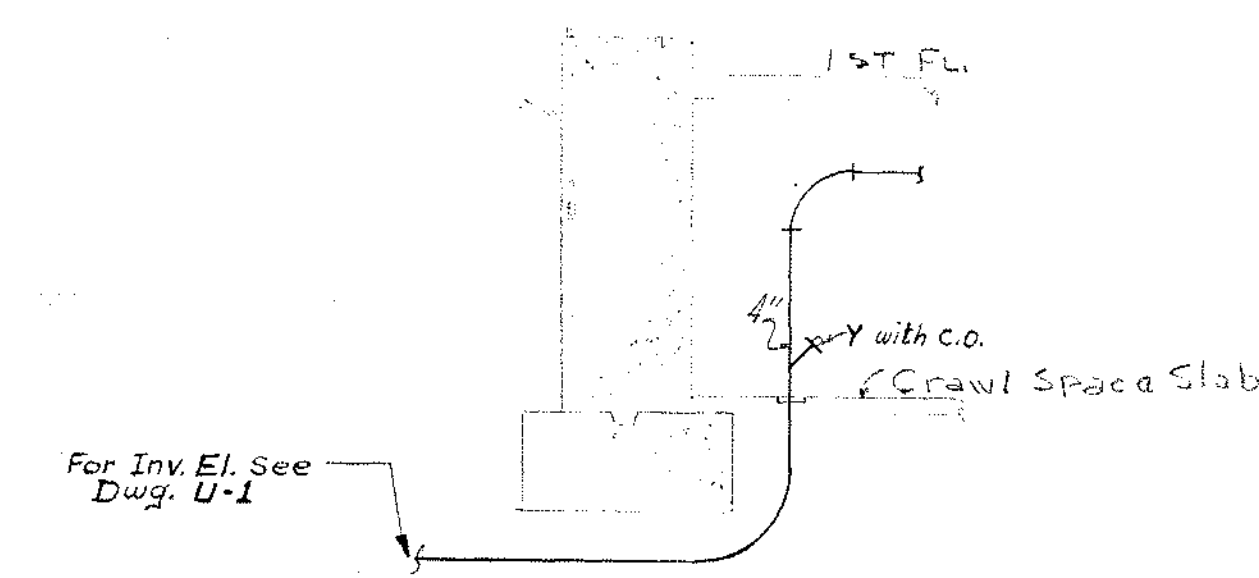 1ST FL.
4"
Y with C.O.
Crawl Space Slab
For Inv. El. See
Dwg. U-1